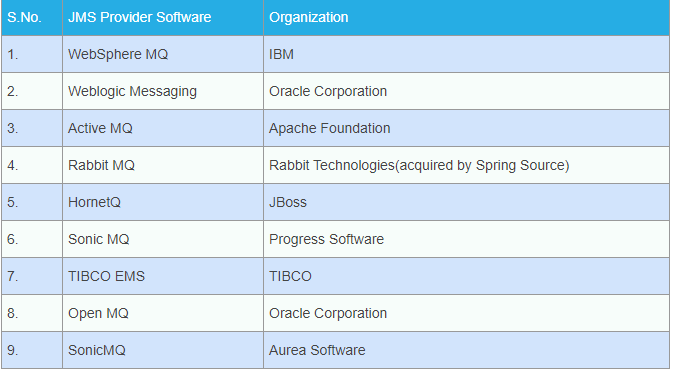 S.No. JMS Provider Software Organization
1. WebSphere MQ IBM
2. Weblogic Messaging Oracle Corporation
3. Active MQ Apache Foundation
4. Rabbit MQ Rabbit Technologies(acquired by Spring Source)
5. HornetQ JBoss
6. Sonic MQ Progress Software
7. TIBCO EMS TIBCO
8. Open MQ Oracle Corporation
9. SonicMQ Aurea Software